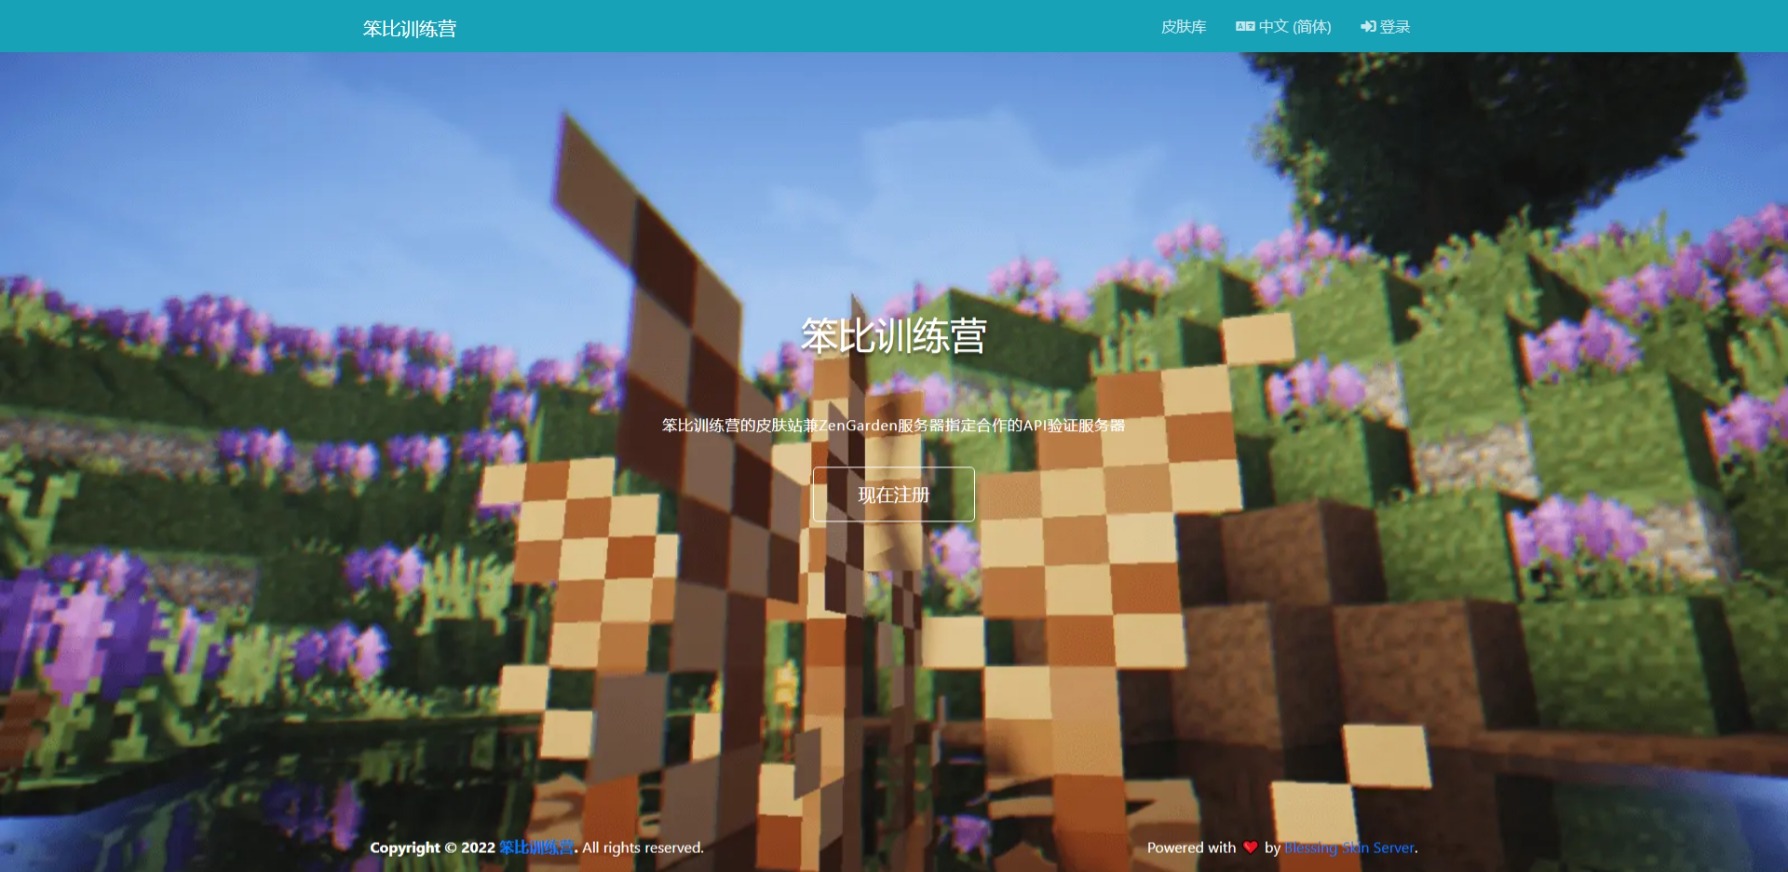 笨比训练营
皮肤库 中文 (简体) 登录
笨比训练营
笨比训练营的皮肤站兼ZenGarden服务器指定合作的API验证服务器
现在注册
Copyright © 2022 笨比训练营. All rights reserved.
Powered with ❤ by Blessing Skin Server.